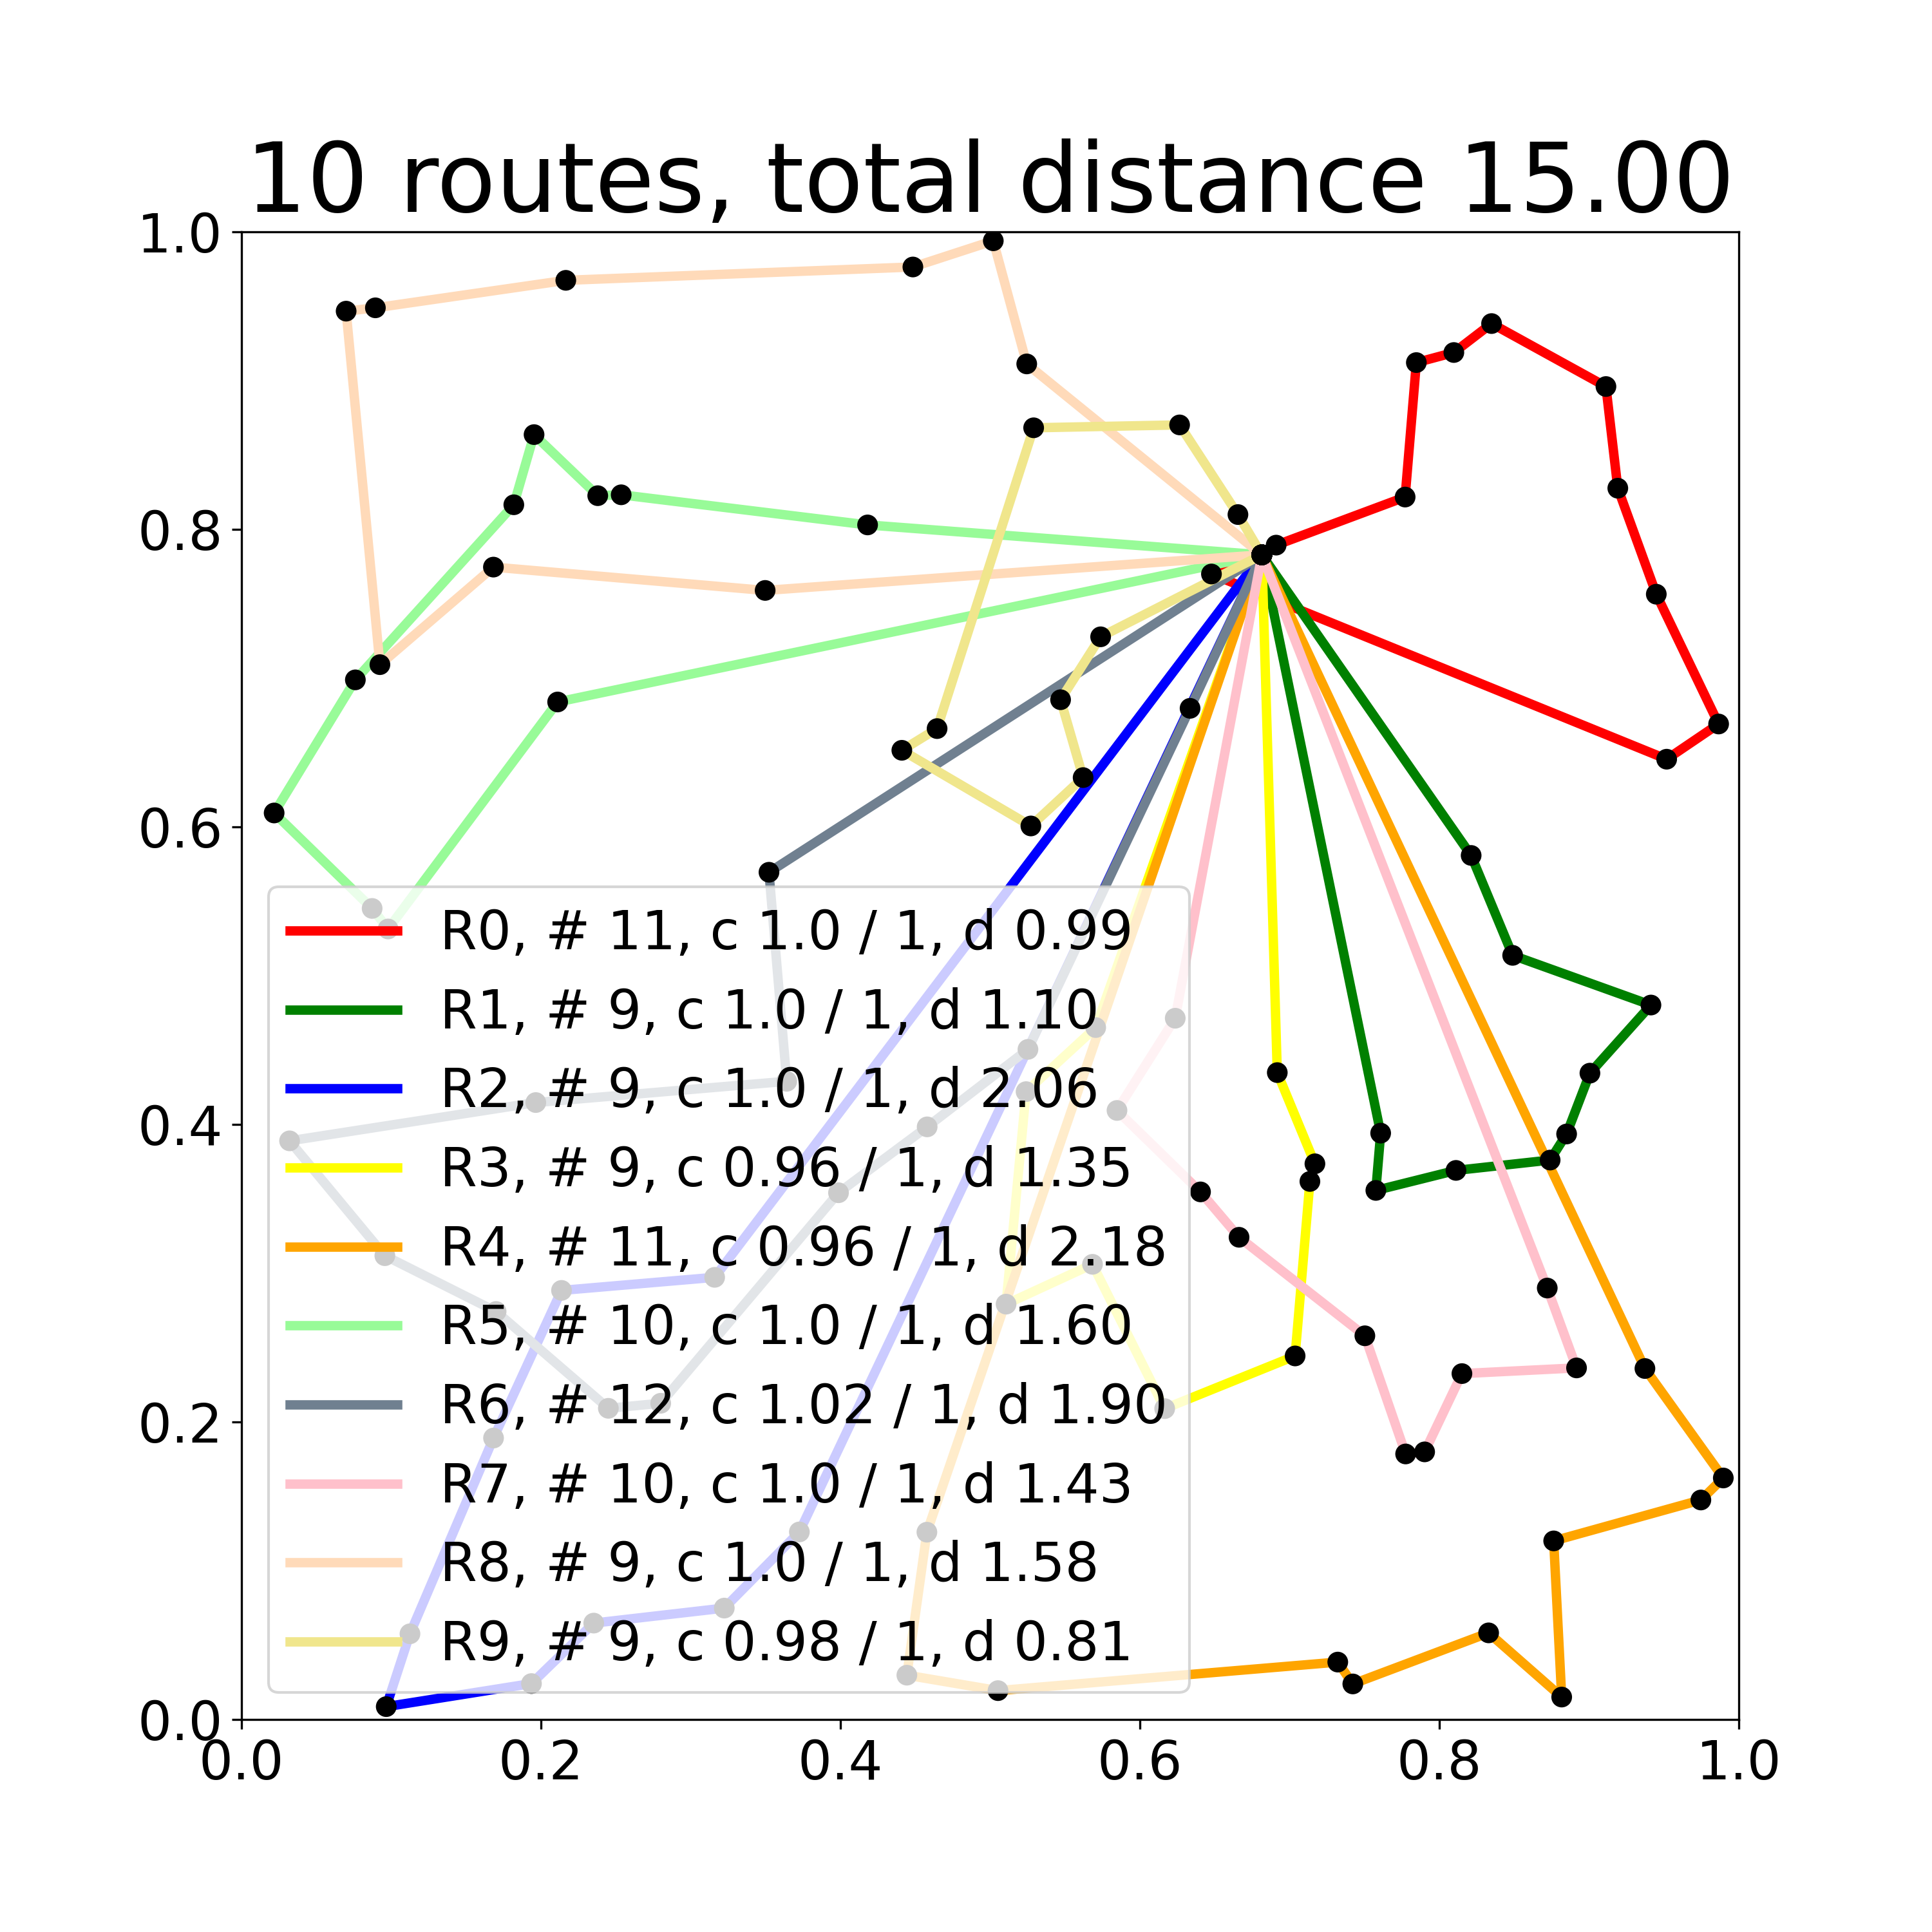 10 routes, total distance 15.00
1.0
0.8
0.6
0.4
0.2
0.0
R0, # 11, c 1.0 / 1, d 0.99
R1, # 9, c 1.0 / 1, d 1.10
R2, # 9, c 1.0 / 1, d 2.06
R3, # 9, c 0.96 / 1, d 1.35
R4, # 11, c 0.96 / 1, d 2.18
R5, # 10, c 1.0 / 1, d 1.60
R6, # 12, c 1.02 / 1, d 1.90
R7, # 10, c 1.0 / 1, d 1.43
R8, # 9, c 1.0 / 1, d 1.58
R9, # 9, c 0.98 / 1, d 0.81
0.0 0.2 0.4 0.6 0.8 1.0